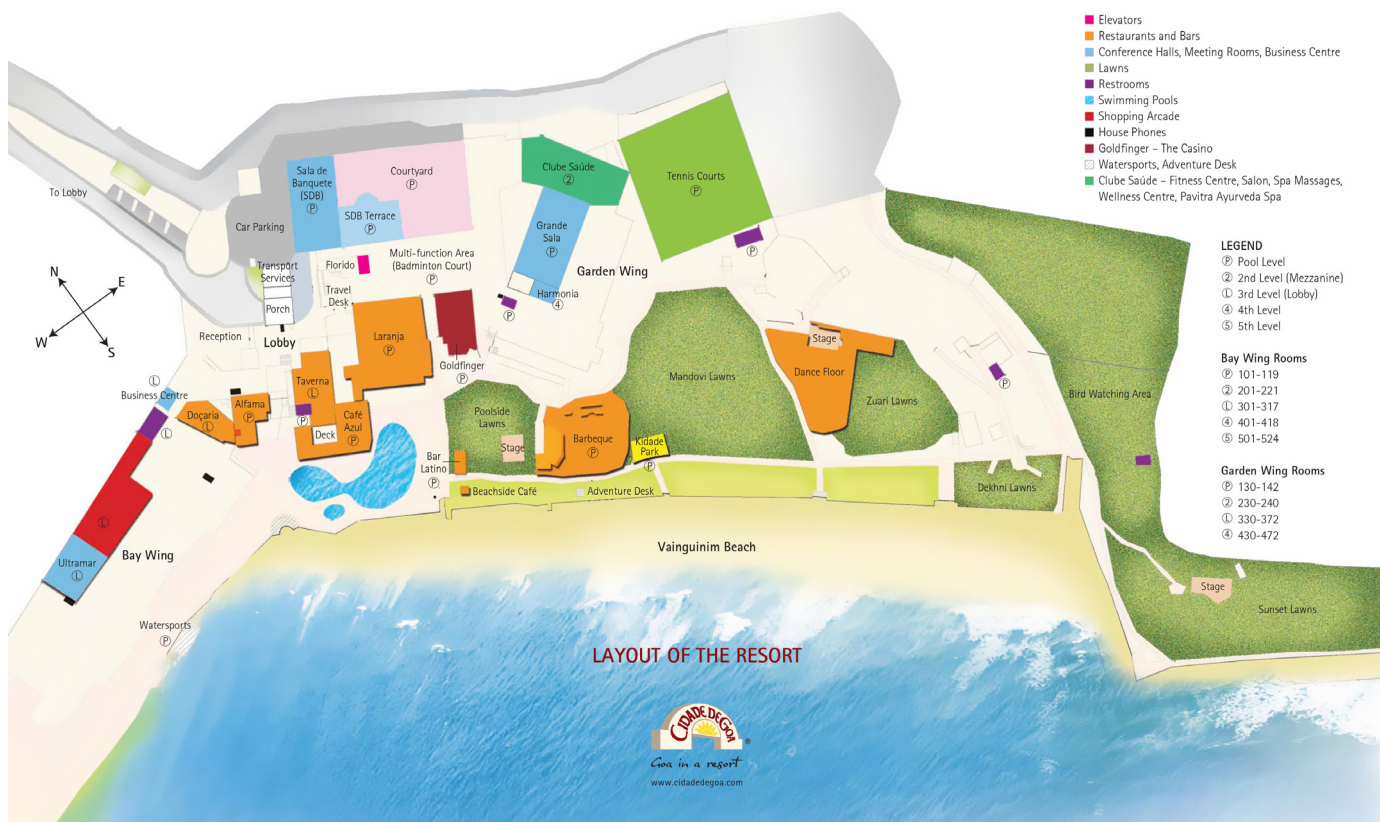 Elevators
Restaurants and Bars
Conference Halls, Meeting Rooms, Business Centre
Lawns
Restrooms
Swimming Pools
Shopping Arcade
House Phones
Goldfinger – The Casino
Watersports, Adventure Desk
Clube Saúde – Fitness Centre, Salon, Spa Massages,
Wellness Centre, Pavitra Ayurveda Spa
LEGEND
Ⓟ Pool Level
② 2nd Level (Mezzanine)
Ⓛ 3rd Level (Lobby)
④ 4th Level
⑤ 5th Level
Bay Wing Rooms
Ⓟ 101-119
② 201-221
Ⓛ 301-317
④ 401-418
⑤ 501-524
Garden Wing Rooms
Ⓟ 130-142
② 230-240
Ⓛ 330-372
④ 430-472
To Lobby
Car Parking
Sala de
Banquete
(SDB)
Ⓟ
Courtyard
Ⓟ
SDB Terrace
Ⓟ
Clube Saúde
②
Tennis Courts
Ⓟ
Grande
Sala
Ⓟ
Ⓟ
Multi-function Area
(Badminton Court)
Ⓟ
Garden Wing
Harmonia
④
Ⓟ
Florido
Transport
Services
Travel
Desk
Porch
Reception
Lobby
N
E
W
S
Laranja
Ⓟ
Goldfinger
Ⓟ
Stage
Dance Floor
Mandovi Lawns
Zuari Lawns
Ⓟ
Bird Watching Area
Ⓛ
Business Centre
Ⓛ
Doçaria
Ⓛ
Alfama
Ⓟ
Taverna
Ⓛ
Ⓟ
Deck
Café
Azul
Ⓟ
Poolside
Lawns
Stage
Barbeque
Ⓟ
Kidade
Park
Ⓟ
Bar
Latino
Ⓟ
Beachside Café
Adventure Desk
Dekhni Lawns
Ⓛ
Bay Wing
Ultramar
Ⓛ
Vainguinim Beach
Watersports
Ⓟ
Stage
Sunset Lawns
LAYOUT OF THE RESORT
CIDADE DE GOA
®
Goa in a resort
www.cidadedegoa.com